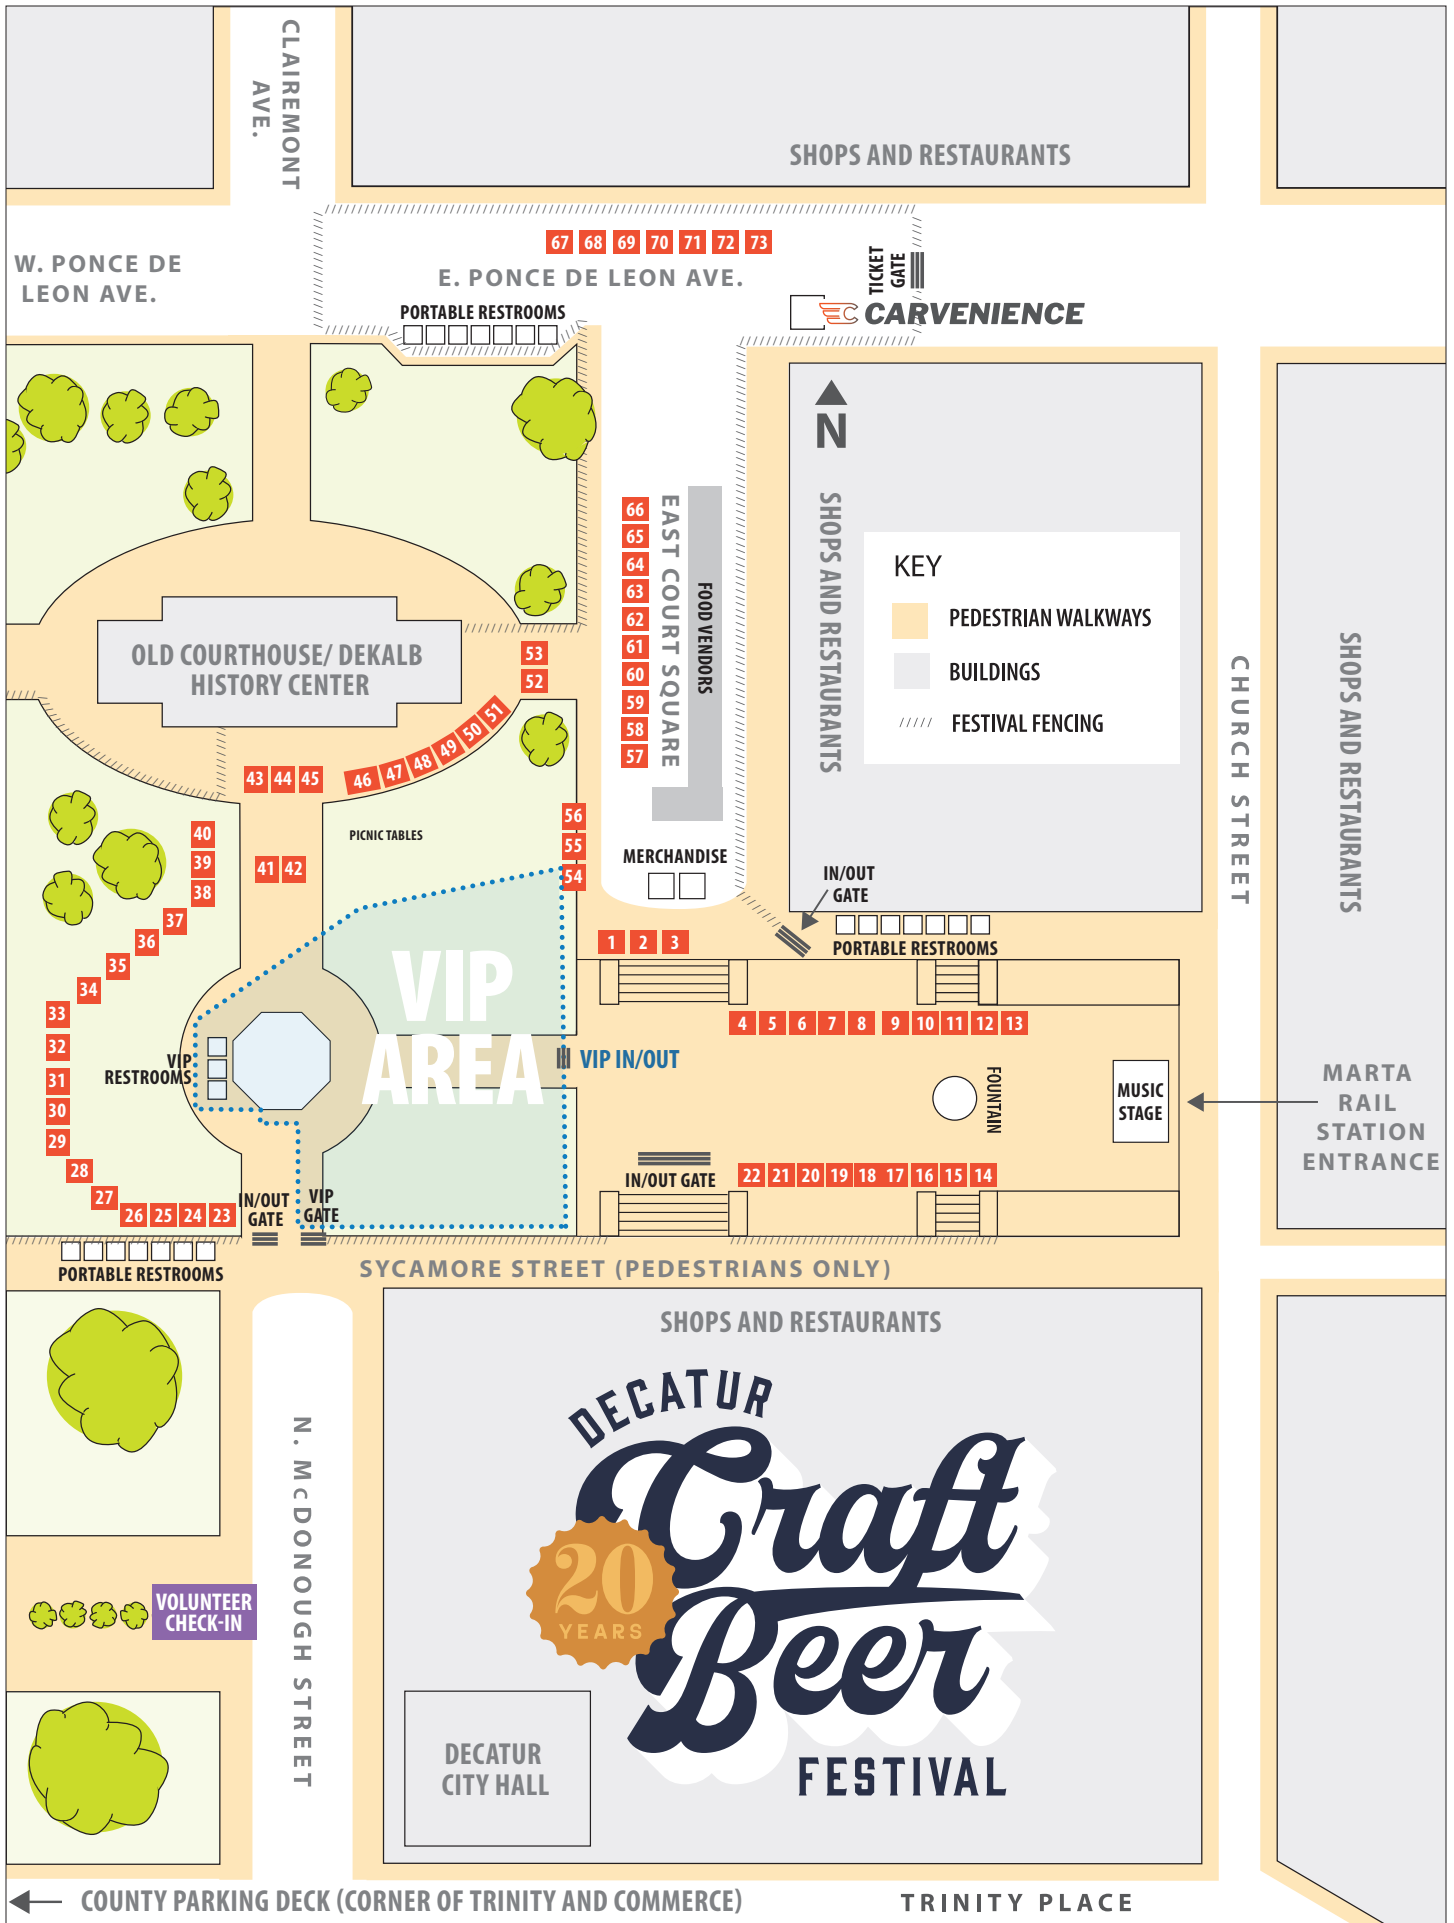 CLAIREMONT
AVE.
SHOPS AND RESTAURANTS
W. PONCE DE
LEON AVE.
67 68 69 70 71 72 73
E. PONCE DE LEON AVE.
TICKET
GATE
PORTABLE RESTROOMS
CARVENIENCE
N
SHOPS AND RESTAURANTS
KEY
PEDESTRIAN WALKWAYS
BUILDINGS
FESTIVAL FENCING
66
65
64
63
62
61
60
59
58
57
EAST COURT SQUARE
FOOD VENDORS
OLD COURTHOUSE/ DEKALB
HISTORY CENTER
53
52
51
50
49
48
47
46
43 44 45
CHURCH STREET
SHOPS AND RESTAURANTS
PICNIC TABLES
56
55
54
40
39
38
37
36
35
34
33
32
31
30
29
28
27
26 25 24 23
41 42
MERCHANDISE
IN/OUT
GATE
PORTABLE RESTROOMS
1 2 3
VIP
AREA
4 5 6 7 8 9 10 11 12 13
VIP IN/OUT
VIP
RESTROOMS
FOUNTAIN
MUSIC
STAGE
MARTA
RAIL
STATION
ENTRANCE
IN/OUT GATE
22 21 20 19 18 17 16 15 14
IN/OUT
GATE
VIP
GATE
PORTABLE RESTROOMS
SYCAMORE STREET (PEDESTRIANS ONLY)
SHOPS AND RESTAURANTS
N. McDONOUGH STREET
DECATUR
Craft
Beer
FESTIVAL
20
YEARS
VOLUNTEER
CHECK-IN
DECATUR
CITY HALL
COUNTY PARKING DECK (CORNER OF TRINITY AND COMMERCE)
TRINITY PLACE